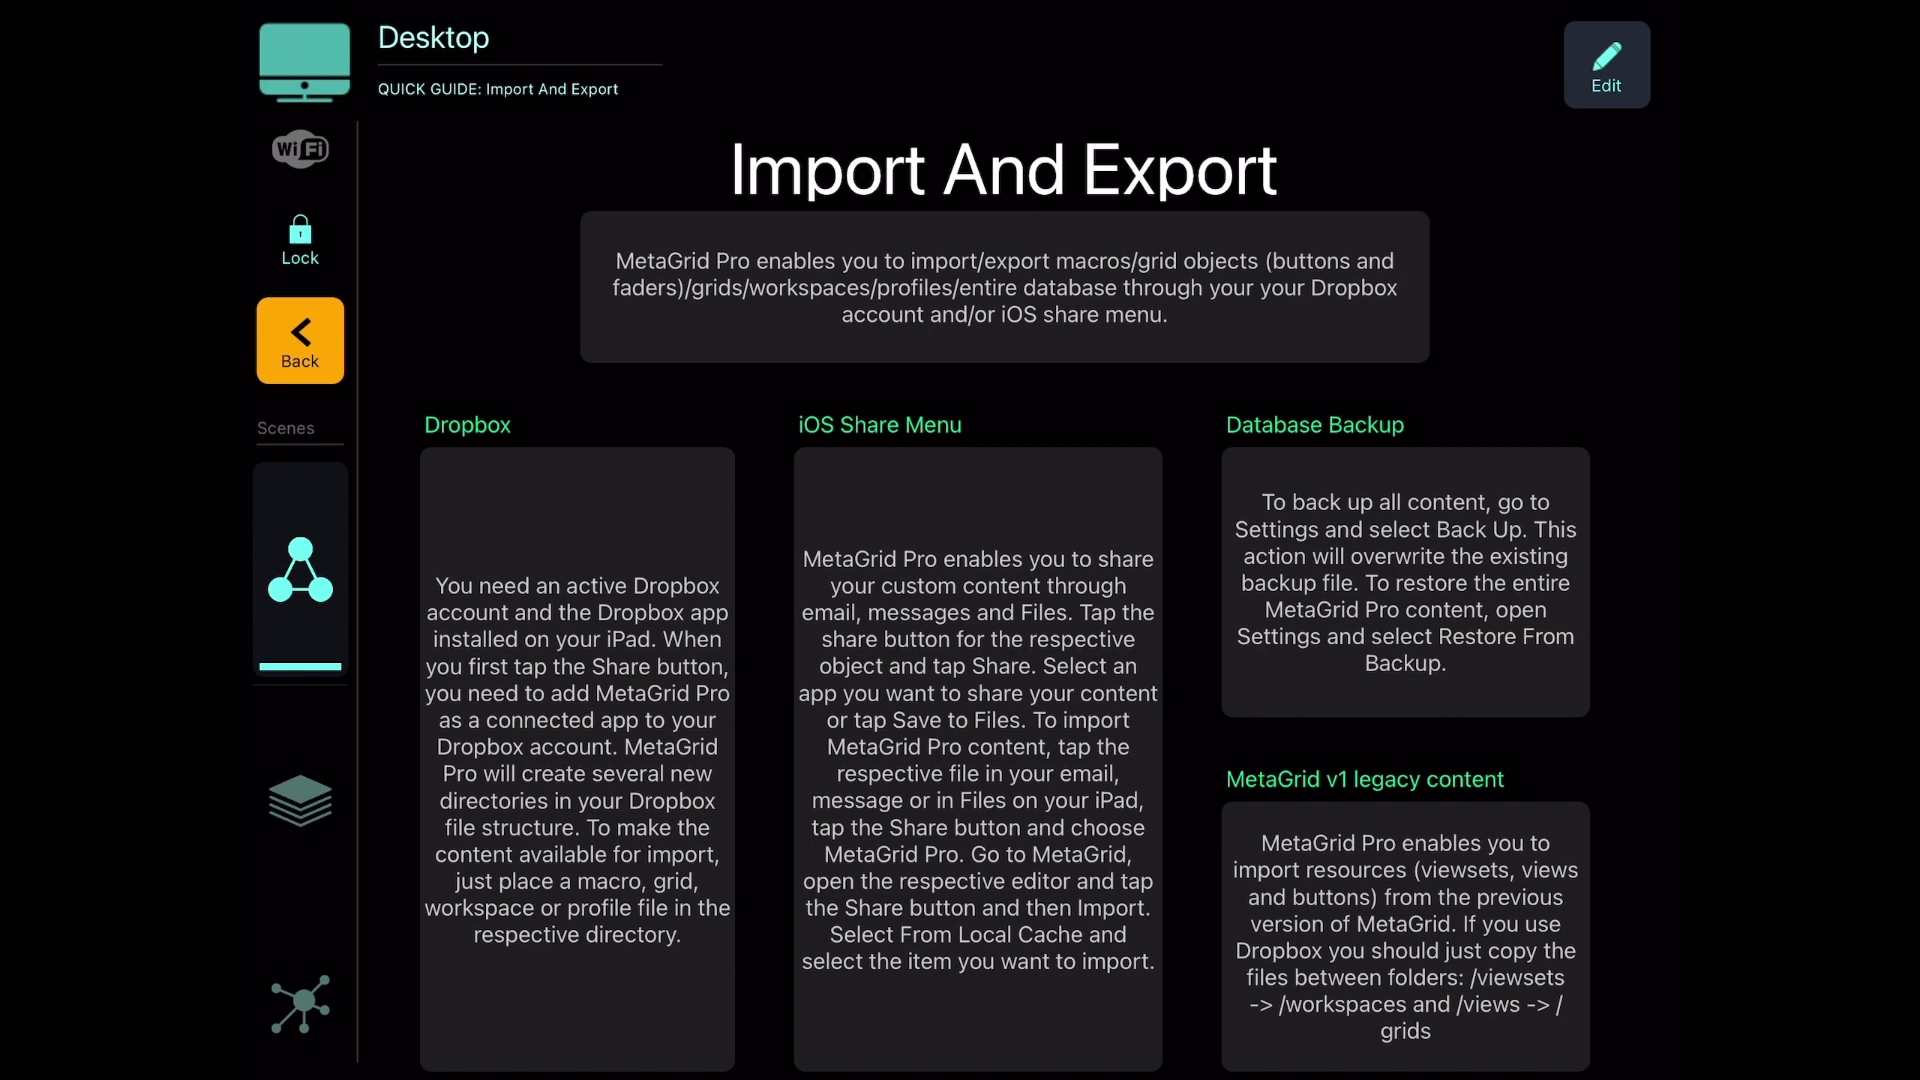 Desktop
QUICK GUIDE: Import And Export
Edit
WiFi
Lock
Back
Scenes
Import And Export
MetaGrid Pro enables you to import/export macros/grid objects (buttons and
faders)/grids/workspaces/profiles/entire database through your your Dropbox
account and/or iOS share menu.
Dropbox
You need an active Dropbox
account and the Dropbox app
installed on your iPad. When
you first tap the Share button,
you need to add MetaGrid Pro
as a connected app to your
Dropbox account. MetaGrid
Pro will create several new
directories in your Dropbox
file structure. To make the
content available for import,
just place a macro, grid,
workspace or profile file in the
respective directory.
iOS Share Menu
MetaGrid Pro enables you to share
your custom content through
email, messages and Files. Tap the
share button for the respective
object and tap Share. Select an
app you want to share your content
or tap Save to Files. To import
MetaGrid Pro content, tap the
respective file in your email,
message or in Files on your iPad,
tap the Share button and choose
MetaGrid Pro. Go to MetaGrid,
open the respective editor and tap
the Share button and then Import.
Select From Local Cache and
select the item you want to import.
Database Backup
To back up all content, go to
Settings and select Back Up. This
action will overwrite the existing
backup file. To restore the entire
MetaGrid Pro content, open
Settings and select Restore From
Backup.
MetaGrid v1 legacy content
MetaGrid Pro enables you to
import resources (viewsets, views
and buttons) from the previous
version of MetaGrid. If you use
Dropbox you should just copy the
files between folders: /viewsets
-> /workspaces and /views -> /
grids